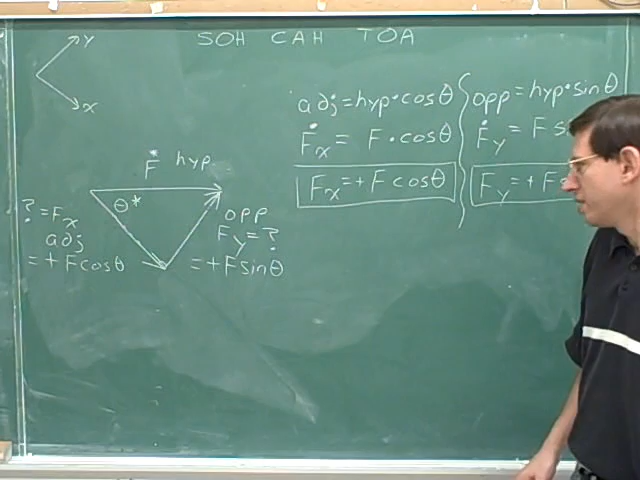 SOH CAH TOA
Y
X
adj = hyp·cosθ
Fx = F·cosθ
Fx = + F cosθ
opp = hyp·sinθ
Fy = F
Fy = + F
F hyp
θ*
? = Fx
adj
= + F cosθ
opp
Fy = ?
= + F sinθ